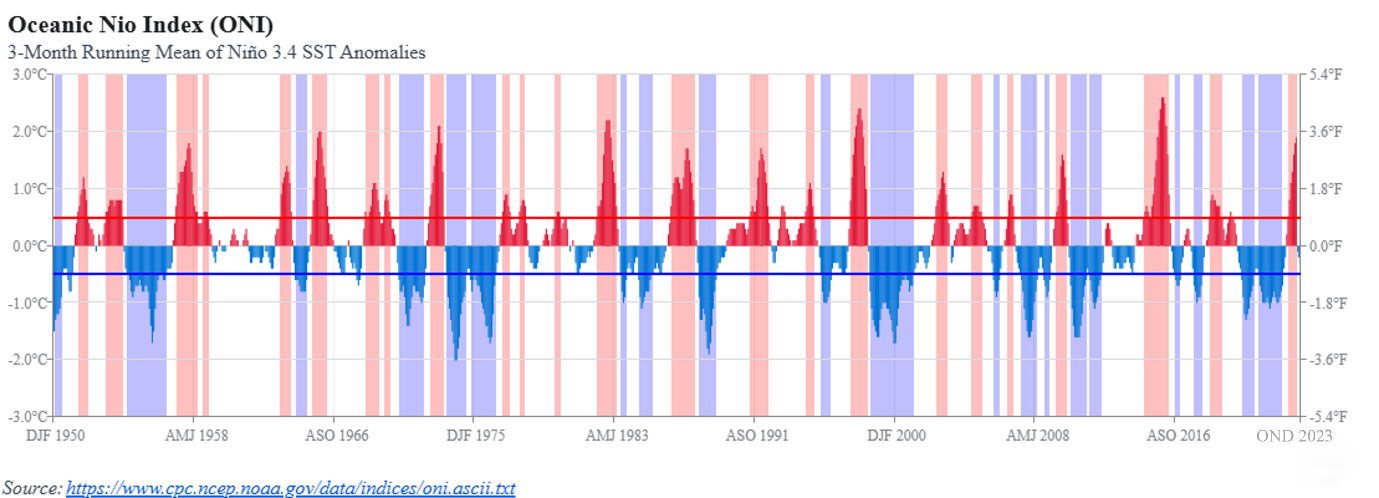 Oceanic Nio Index (ONI)
3-Month Running Mean of Niño 3.4 SST Anomalies
3.0°C 5.4°F
2.0°C 3.6°F
1.0°C 1.8°F
0.0°C 0.0°F
-1.0°C -1.8°F
-2.0°C -3.6°F
-3.0°C -5.4°F
DJF 1950 AMJ 1958 ASO 1966 DJF 1975 AMJ 1983 ASO 1991 DJF 2000 AMJ 2008 ASO 2016 OND 2023
Source: https://www.cpc.ncep.noaa.gov/data/indices/oni.ascii.txt